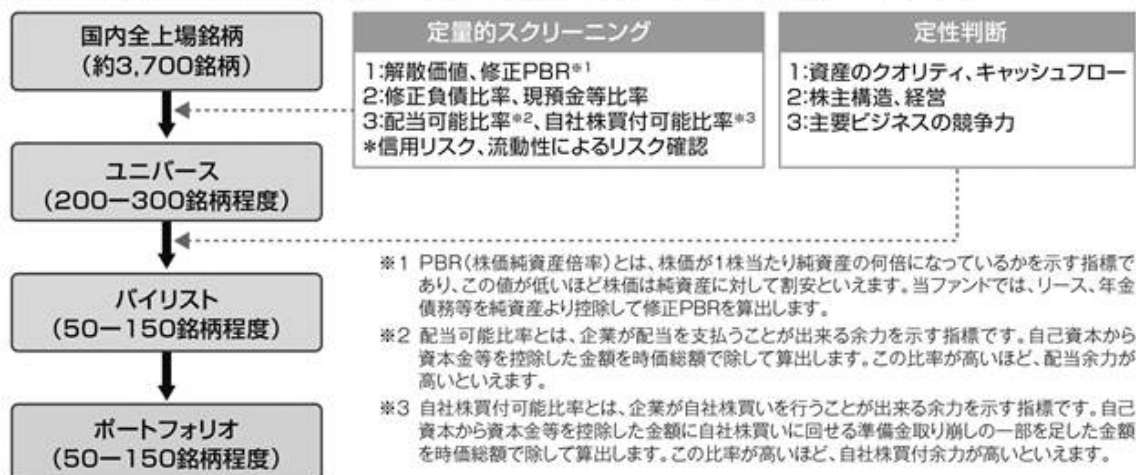 国内全上場銘柄
(約3,700銘柄)
定量的スクリーニング
1:解散価値、修正PBR※1
2:修正負債比率、現預金等比率
3:配当可能比率※2、自社株買付可能比率※3
*信用リスク、流動性によるリスク確認
定性判断
1:資産のクオリティ、キャッシュフロー
2:株主構造、経営
3:主要ビジネスの競争力
ユニバース
(200ー300銘柄程度)
バイリスト
(50ー150銘柄程度)
ポートフォリオ
(50ー150銘柄程度)
※1 PBR(株価純資産倍率)とは、株価が1株当たり純資産の何倍になっているかを示す指標で
あり、この値が低いほど株価は純資産に対して割安といえます。当ファンドでは、リース、年金
債務等を純資産より控除して修正PBRを算出します。
※2 配当可能比率とは、企業が配当を支払うことが出来る余力を示す指標です。自己資本から
資本金等を控除した金額を時価総額で除して算出します。この比率が高いほど、配当余力が
高いといえます。
※3 自社株買付可能比率とは、企業が自社株買いを行うことが出来る余力を示す指標です。自己
資本から資本金等を控除した金額に自社株買いに回せる準備金取り崩しの一部を足した金額
を時価総額で除して算出します。この比率が高いほど、自社株買付余力が高いといえます。